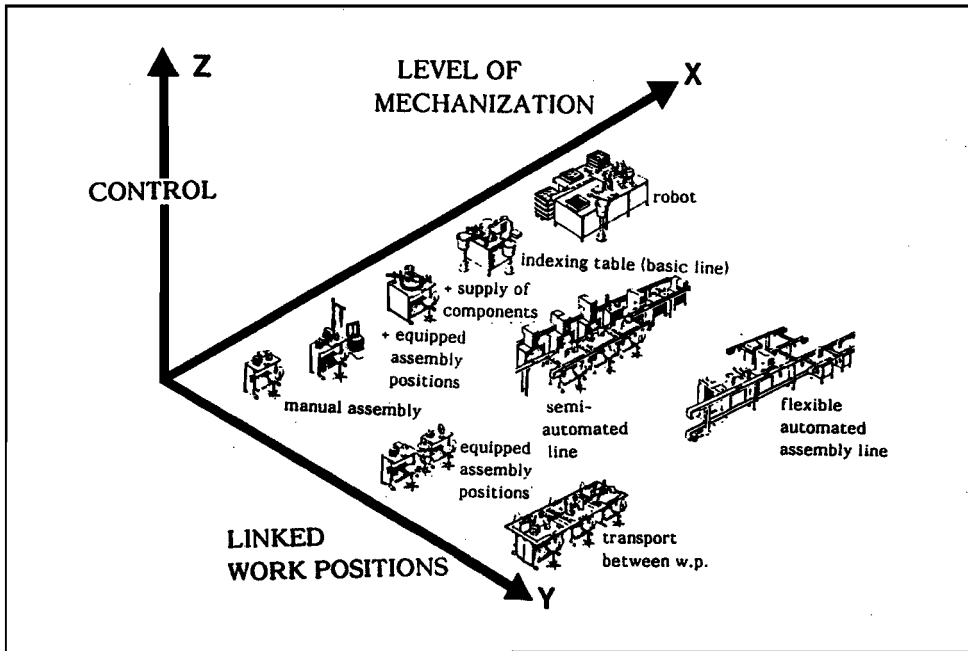 Z
LEVEL OF
MECHANIZATION
X
CONTROL
robot
indexing table (basic line)
+ supply of
components
+ equipped
assembly
positions
manual assembly
semi-
automated
line
flexible
automated
assembly line
equipped
assembly
positions
LINKED
WORK POSITIONS
transport
between w.p.
Y